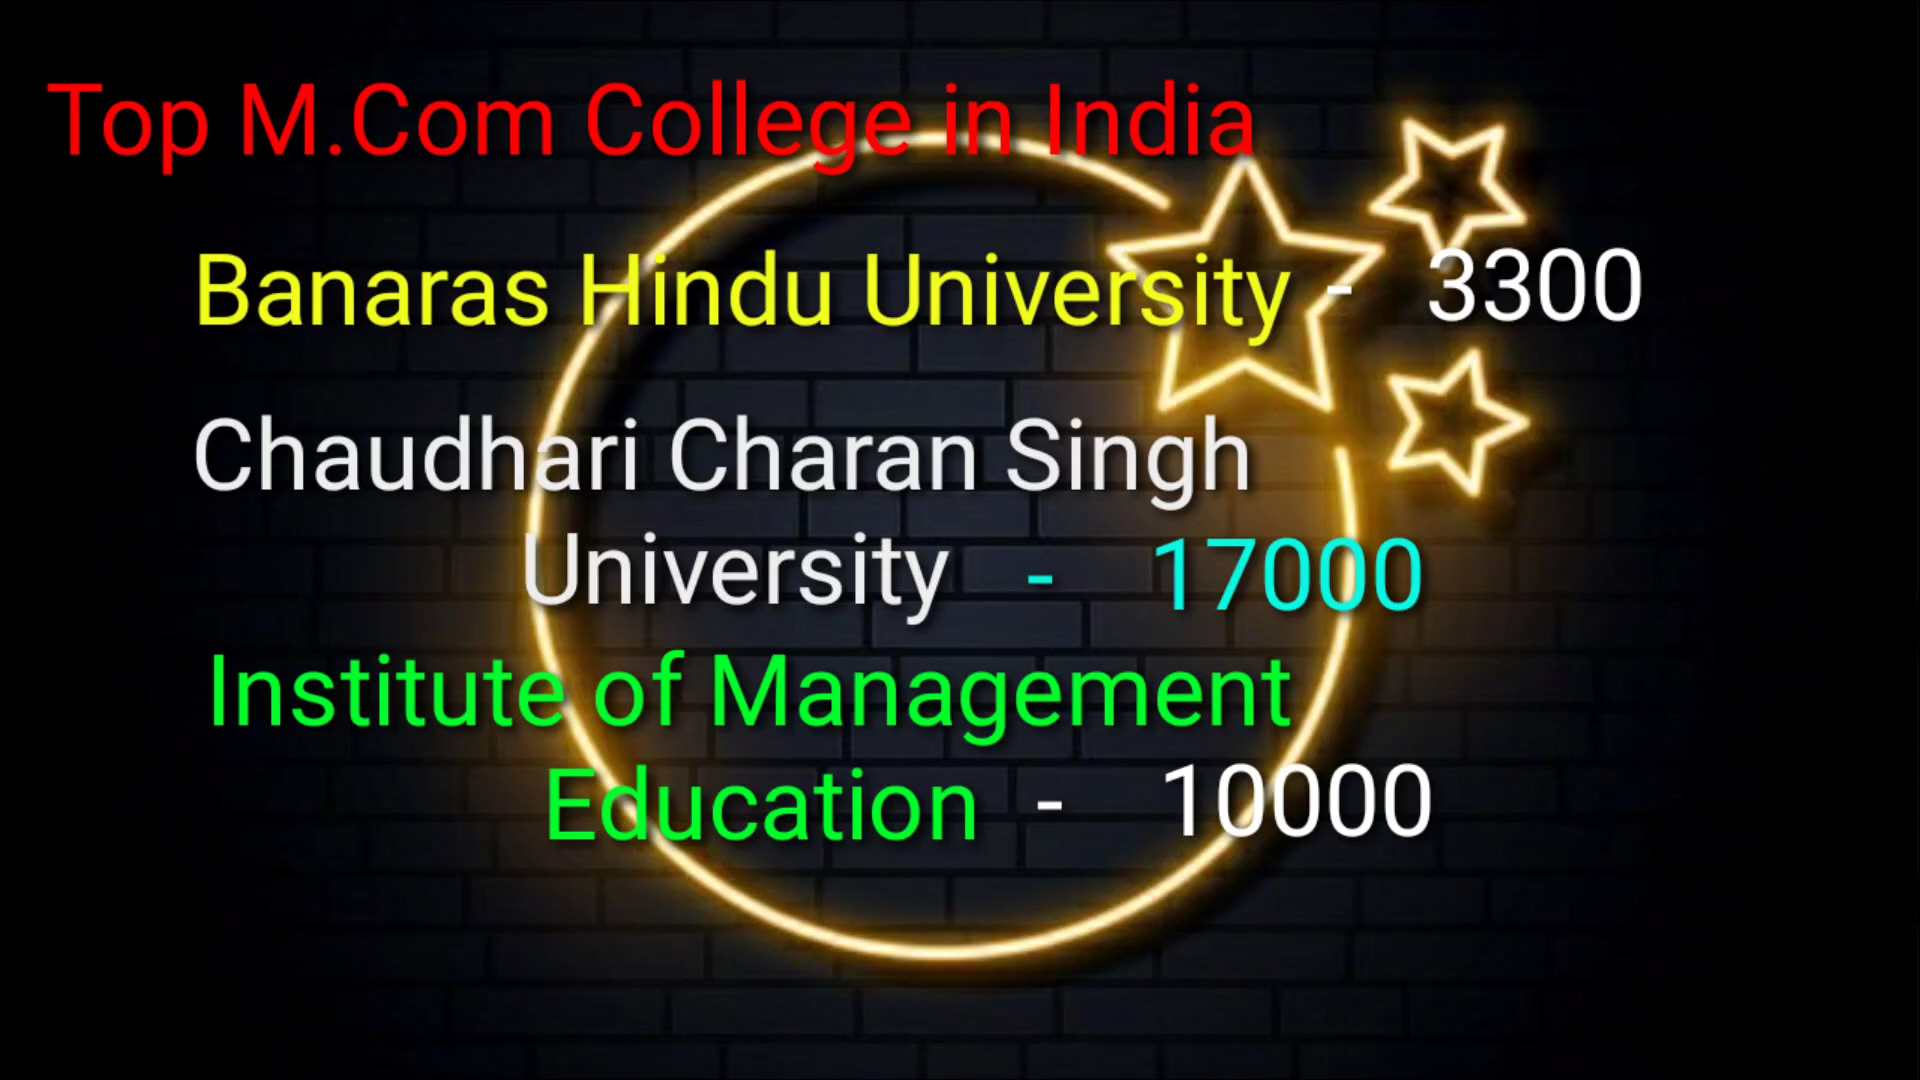 Top M.Com College in India
Banaras Hindu University - 3300
Chaudhari Charan Singh
University - 17000
Institute of Management
Education - 10000